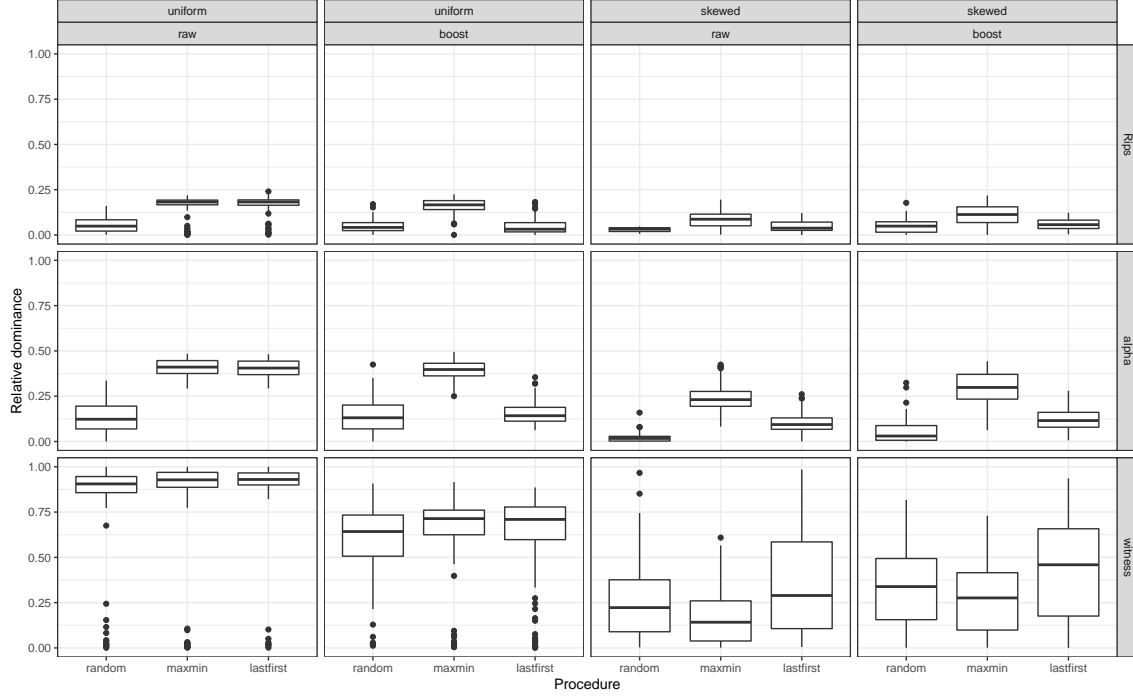 uniform
uniform
skewed
skewed
raw
boost
raw
boost
Relative dominance
1.00
0.75
0.50
0.25
0.00
Rips
1.00
0.75
0.50
0.25
0.00
alpha
1.00
0.75
0.50
0.25
0.00
witness
random maxmin lastfirst
random maxmin lastfirst
random maxmin lastfirst
random maxmin lastfirst
Procedure